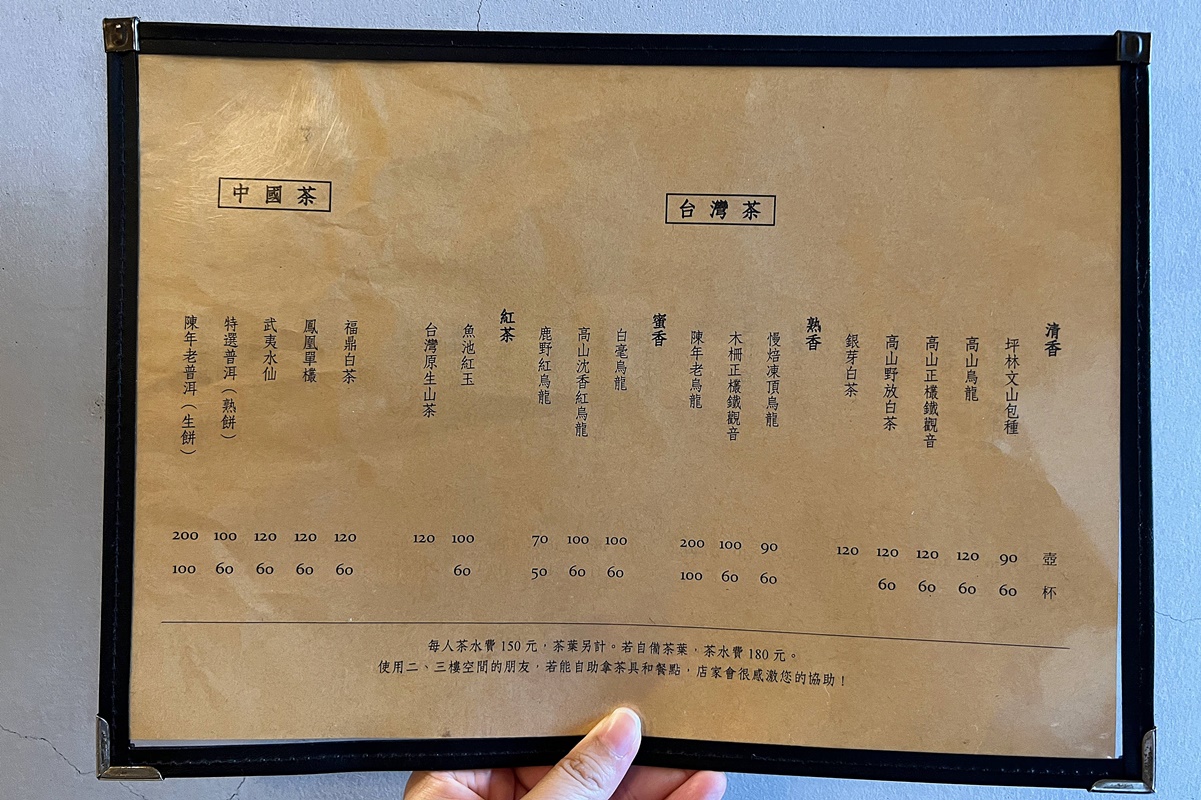 台灣茶
清香 壺 杯
坪林文山包種 90 60
高山烏龍 120 60
高山正欉鐵觀音 120 60
高山野放白茶 120 60
銀芽白茶 120
熟香
慢焙凍頂烏龍 90 60
木柵正欉鐵觀音 100 60
陳年老烏龍 200 100
蜜香
白毫烏龍 100 60
高山沈香紅烏龍 100 60
鹿野紅烏龍 70 50
紅茶
魚池紅玉 100 60
台灣原生山茶 120
中國茶
福鼎白茶 120 60
鳳凰單欉 120 60
武夷水仙 120 60
特選普洱（熟餅） 100 60
陳年老普洱（生餅） 200 100
每人茶水費 150 元，茶葉另計。若自備茶葉，茶水費 180 元。
使用二、三樓空間的朋友，若能自助拿茶具和餐點，店家會很感激您的協助！